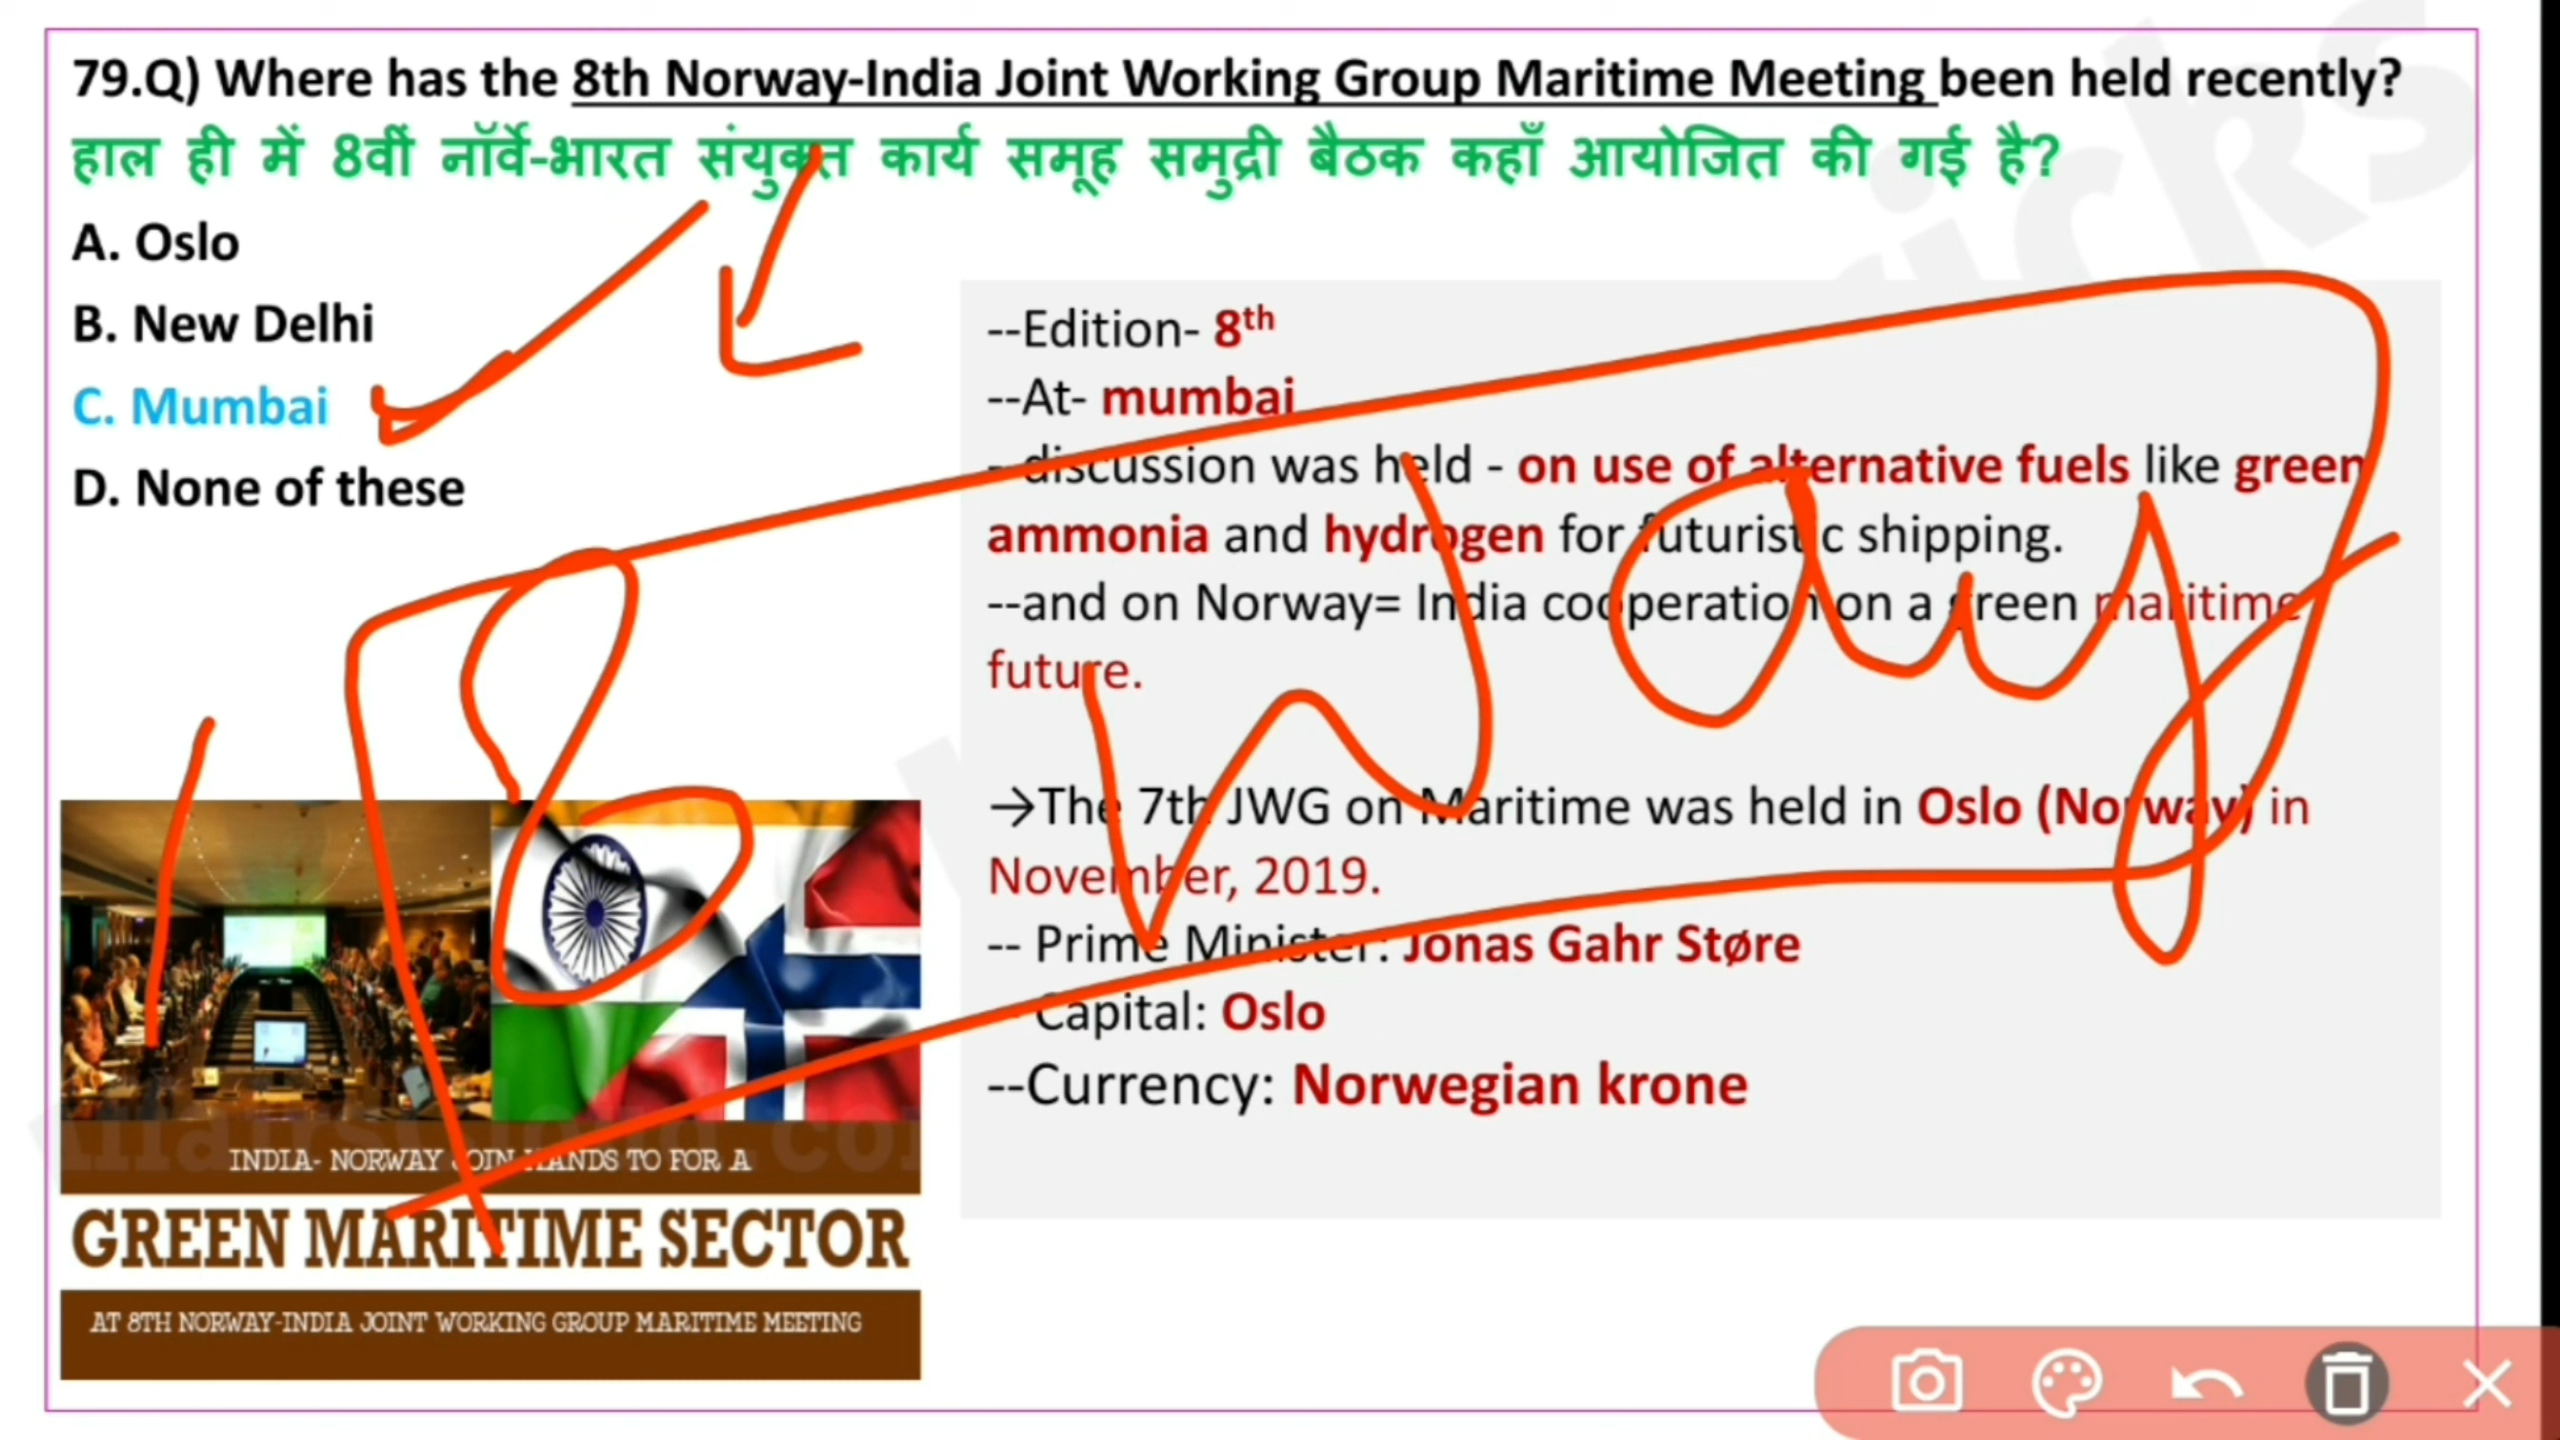 79.Q) Where has the 8th Norway-India Joint Working Group Maritime Meeting been held recently?
हाल ही में 8वीं नॉर्वे-भारत संयुक्त कार्य समूह समुद्री बैठक कहाँ आयोजित की गई है?
A. Oslo
B. New Delhi
C. Mumbai
D. None of these
--Edition- 8th
--At- mumbai
--discussion was held - on use of alternative fuels like green
ammonia and hydrogen for futuristic shipping.
--and on Norway= India cooperation on a green maritime
future.
→The 7th JWG on Maritime was held in Oslo (Norway) in
November, 2019.
-- Prime Minister: Jonas Gahr Støre
-- Capital: Oslo
--Currency: Norwegian krone
18 way
INDIA- NORWAY JOIN HANDS TO FOR A
GREEN MARITIME SECTOR
AT 8TH NORWAY-INDIA JOINT WORKING GROUP MARITIME MEETING